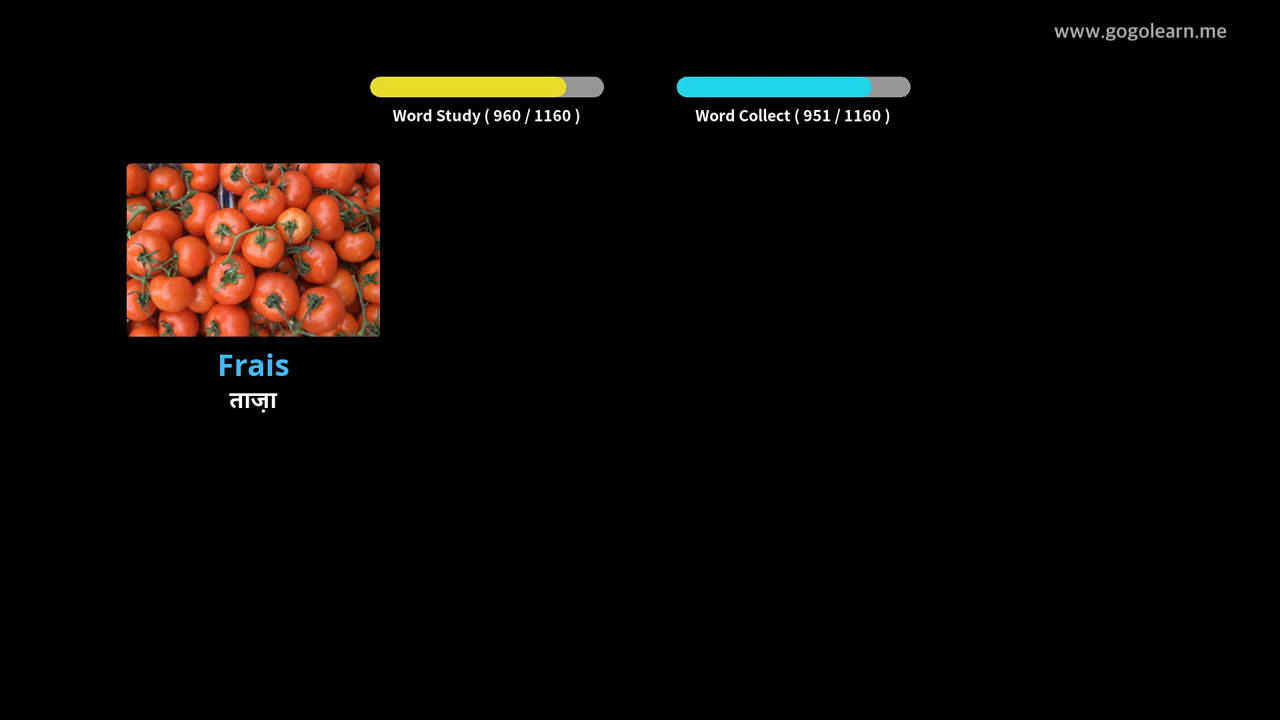 www.gogolearn.me
Word Study ( 960 / 1160 )
Word Collect ( 951 / 1160 )
Frais
ताज़ा